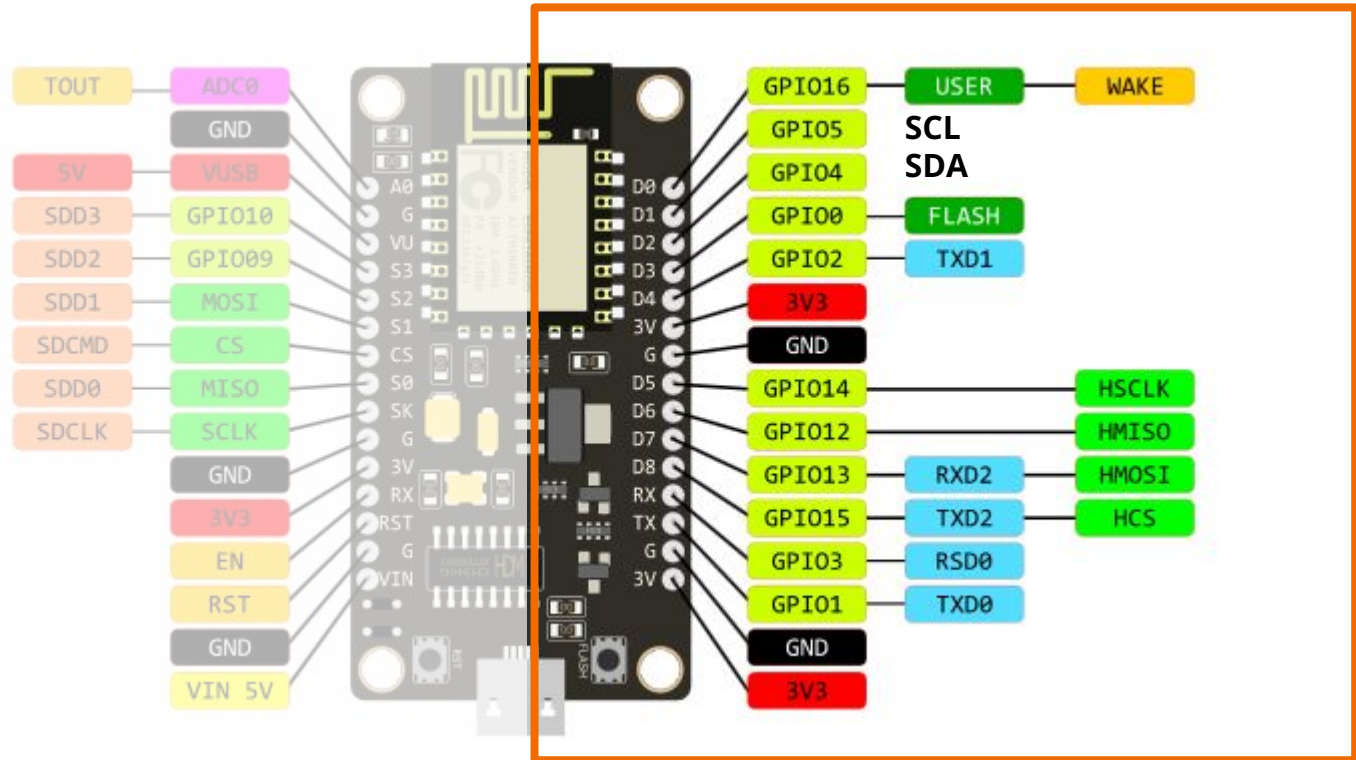 TOUT ADC0
GND
5V VUSB
SDD3 GPIO10
SDD2 GPIO09
SDD1 MOSI
SDCMD CS
SDD0 MISO
SDCLK SCLK
GND
3V3
EN
RST
GND
VIN 5V
A0
G
VU
S3
S2
S1
CS
S0
SK
G
3V
RX
RST
G
VIN
RST
D0
D1
D2
D3
D4
3V
G
D5
D6
D7
D8
RX
TX
G
3V
FLASH
GPIO16 USER WAKE
GPIO5 SCL
GPIO4 SDA
GPIO0 FLASH
GPIO2 TXD1
3V3
GND
GPIO14 HSCLK
GPIO12 HMISO
GPIO13 RXD2 HMOSI
GPIO15 TXD2 HCS
GPIO3 RSD0
GPIO1 TXD0
GND
3V3